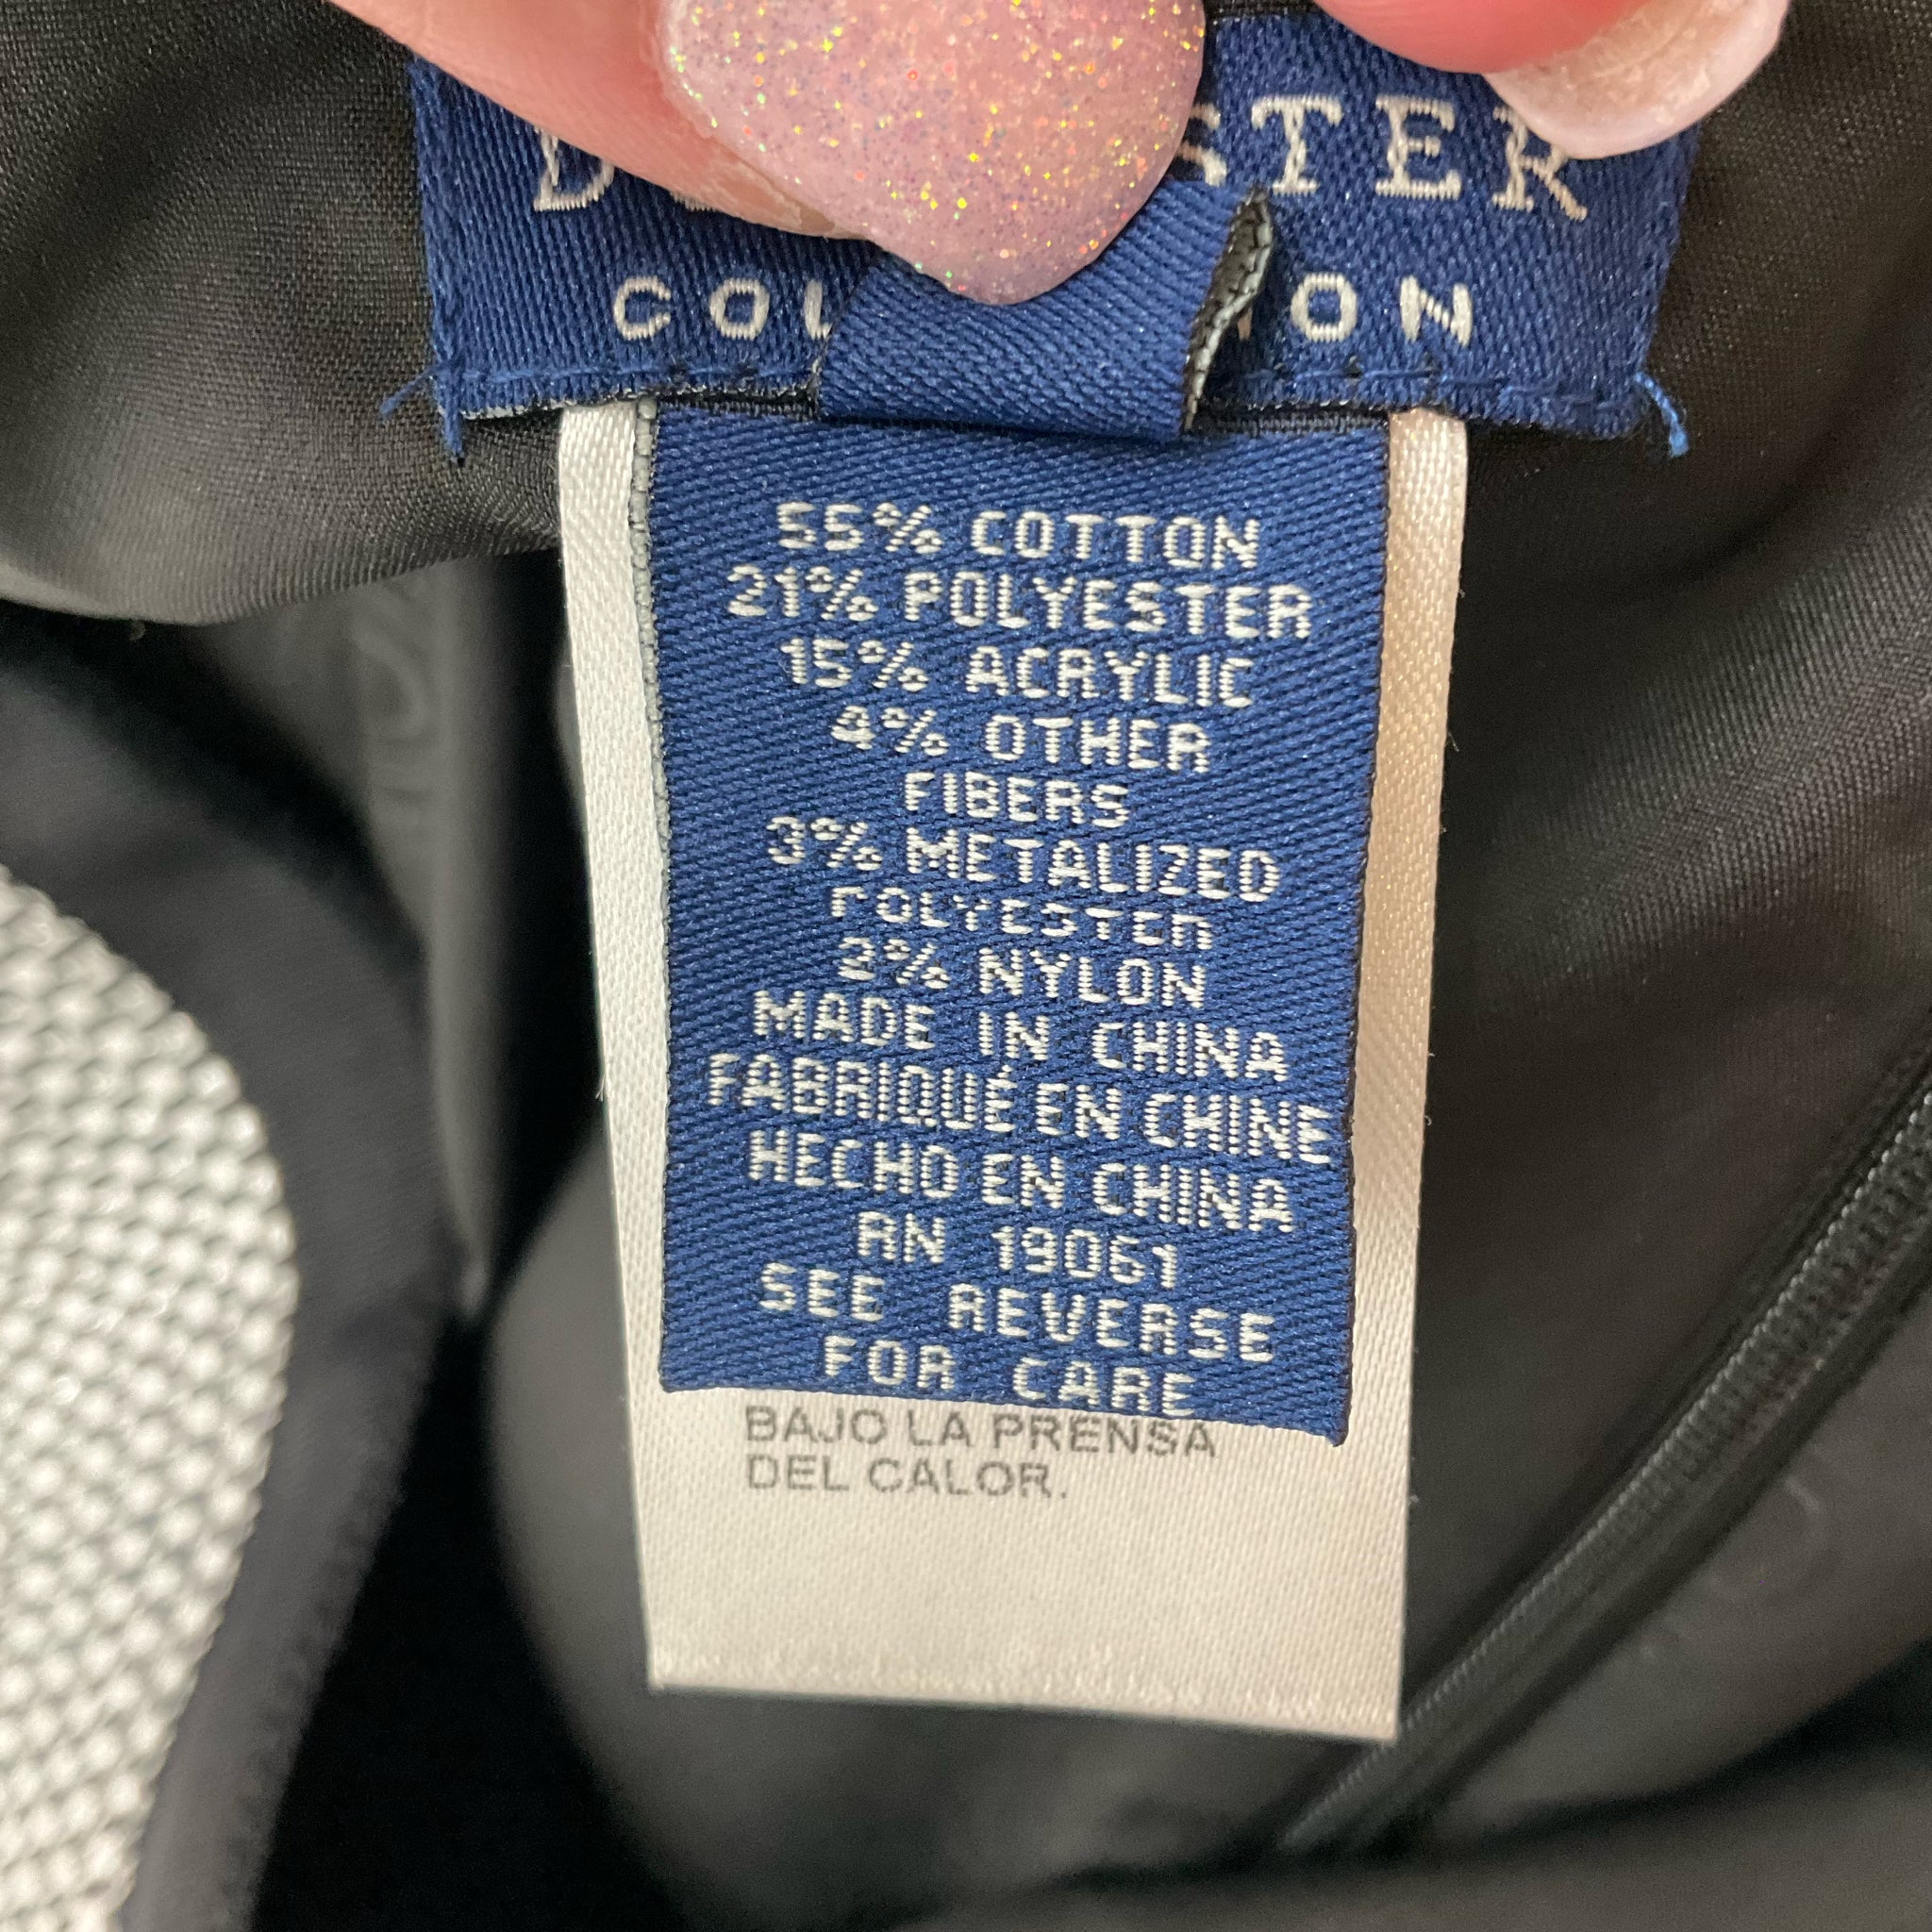 COL
ON
55% COTTON
21% POLYESTER
15% ACRYLIC
4% OTHER
FIBERS
3% METALIZED
POLYESTER
2% NYLON
MADE IN CHINA
FABRIQUÉ EN CHINE
HECHO EN CHINA
RN 19061
SEE REVERSE
FOR CARE
BAJO LA PRENSA
DEL CALOR.